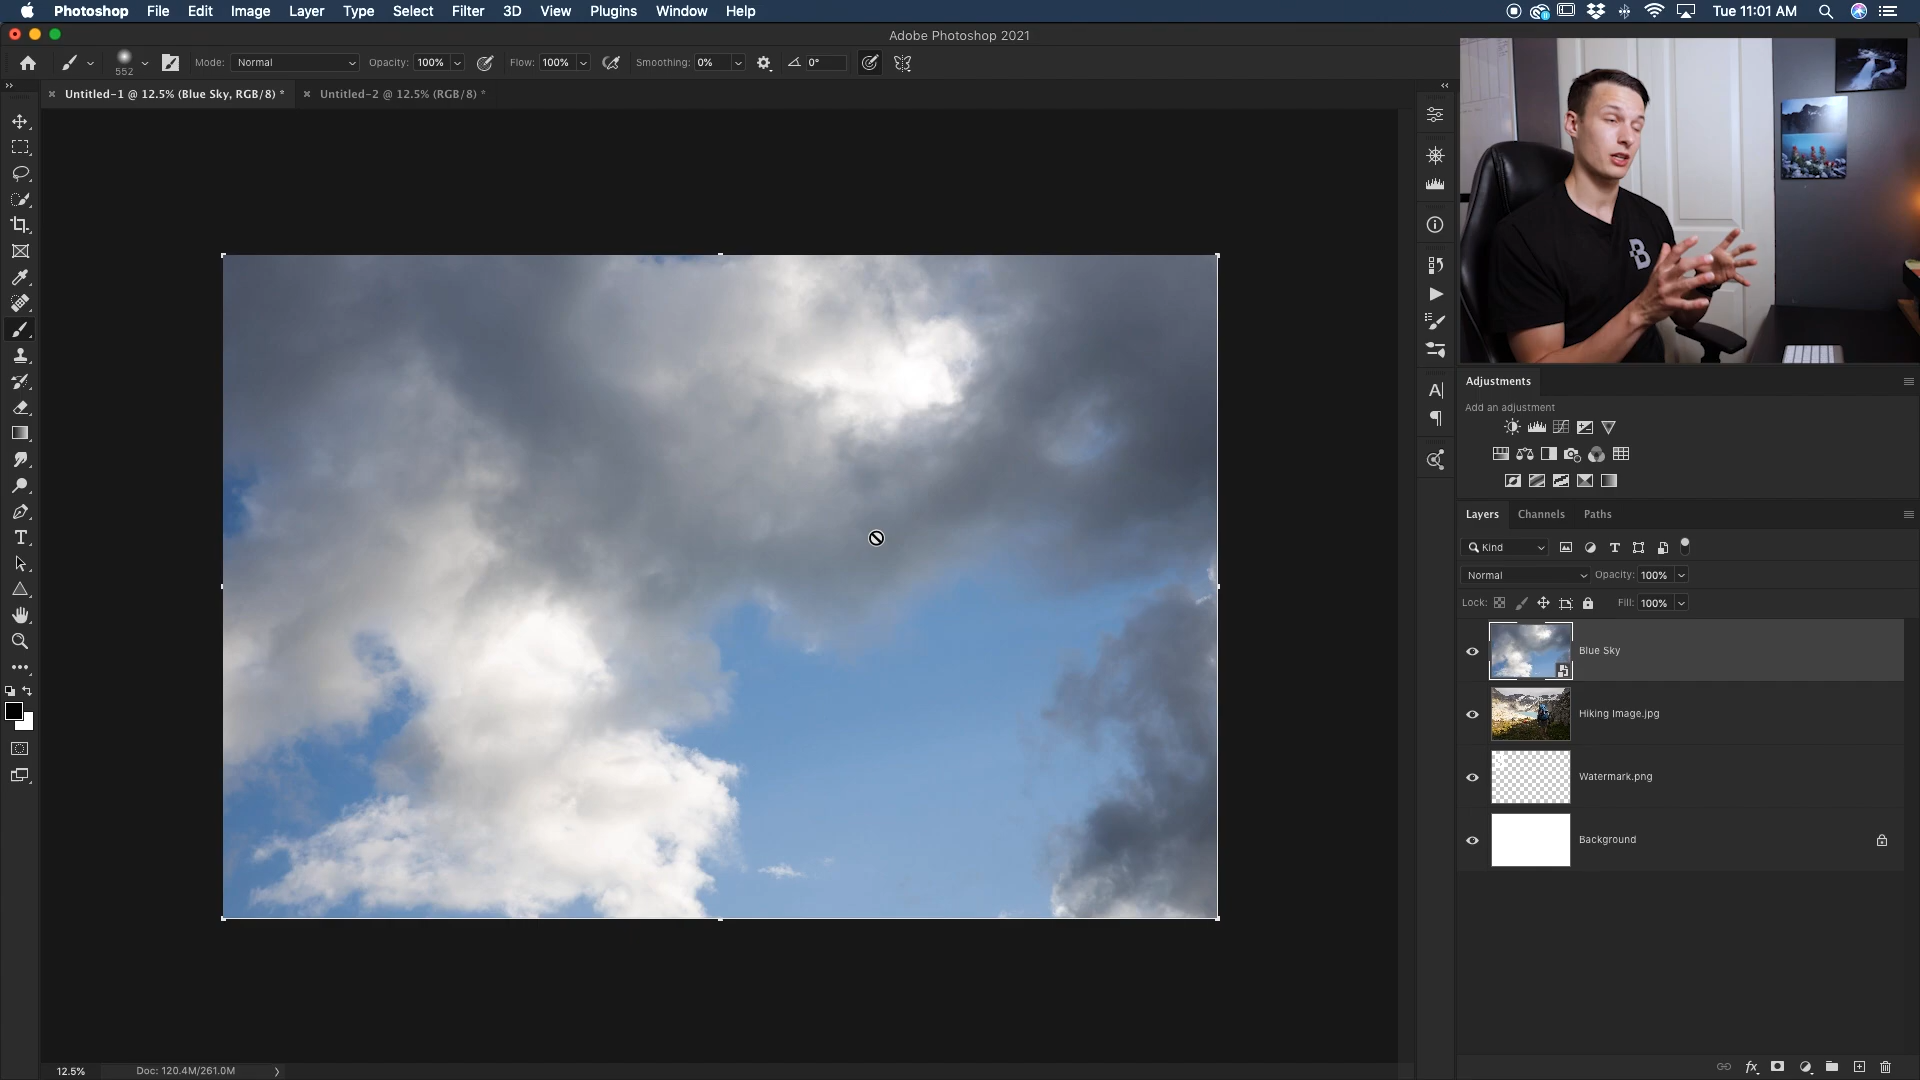 Photoshop File Edit Image Layer Type Select Filter 3D View Plugins Window Help Tue 11:01 AM
Adobe Photoshop 2021
552 Mode: Normal Opacity: 100% Flow: 100% Smoothing: 0% 0°
Untitled-1 @ 12.5% (Blue Sky, RGB/8) * Untitled-2 @ 12.5% (RGB/8) *
B
Adjustments
Add an adjustment
Layers Channels Paths
Kind
Normal Opacity: 100%
Lock: Fill: 100%
Blue Sky
Hiking Image.jpg
Watermark.png
Background
12.5% Doc: 120.4M/261.0M